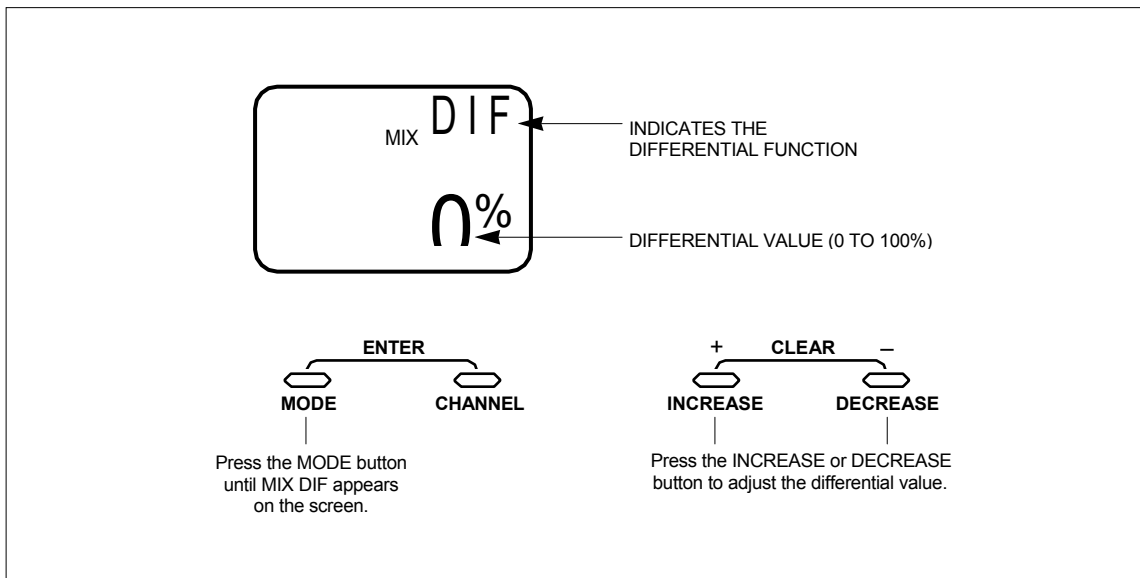 DIF
MIX
0%
INDICATES THE
DIFFERENTIAL FUNCTION
DIFFERENTIAL VALUE (0 TO 100%)
ENTER
MODE CHANNEL
+ CLEAR –
INCREASE DECREASE
Press the MODE button
until MIX DIF appears
on the screen.
Press the INCREASE or DECREASE
button to adjust the differential value.